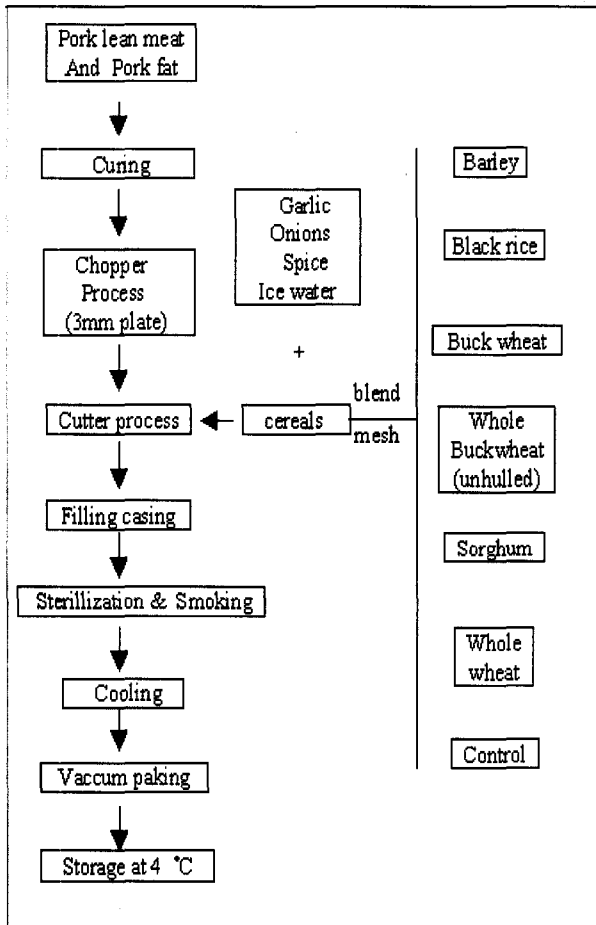 Pork lean meat
And Pork fat
Curing
Chopper
Process
(3mm plate)
Cutter process
Filling casing
Sterillization & Smoking
Cooling
Vaccum paking
Storage at 4 ℃
Garlic
Onions
Spice
Ice water
+
cereals
blend
mesh
Barley
Black rice
Buck wheat
Whole
Buckwheat
(unhulled)
Sorghum
Whole
wheat
Control